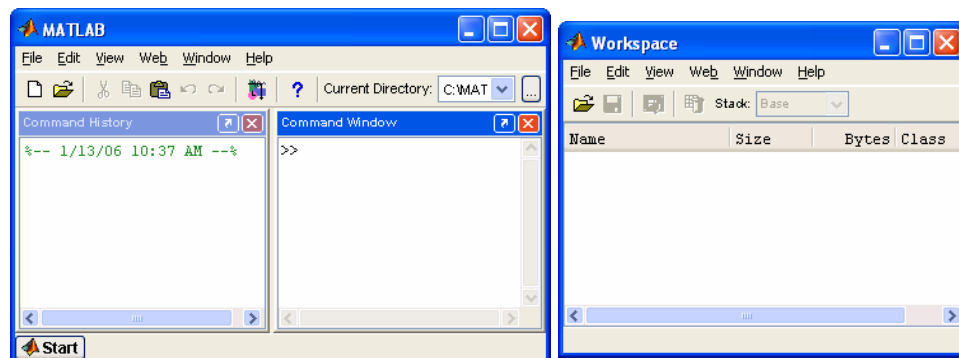 MATLAB
File Edit View Web Window Help
? Current Directory: C:\MAT ...
Command History
Command Window
%-- 1/13/06 10:37 AM --%
>>
Start
Workspace
File Edit View Web Window Help
Stack: Base
Name Size Bytes Class